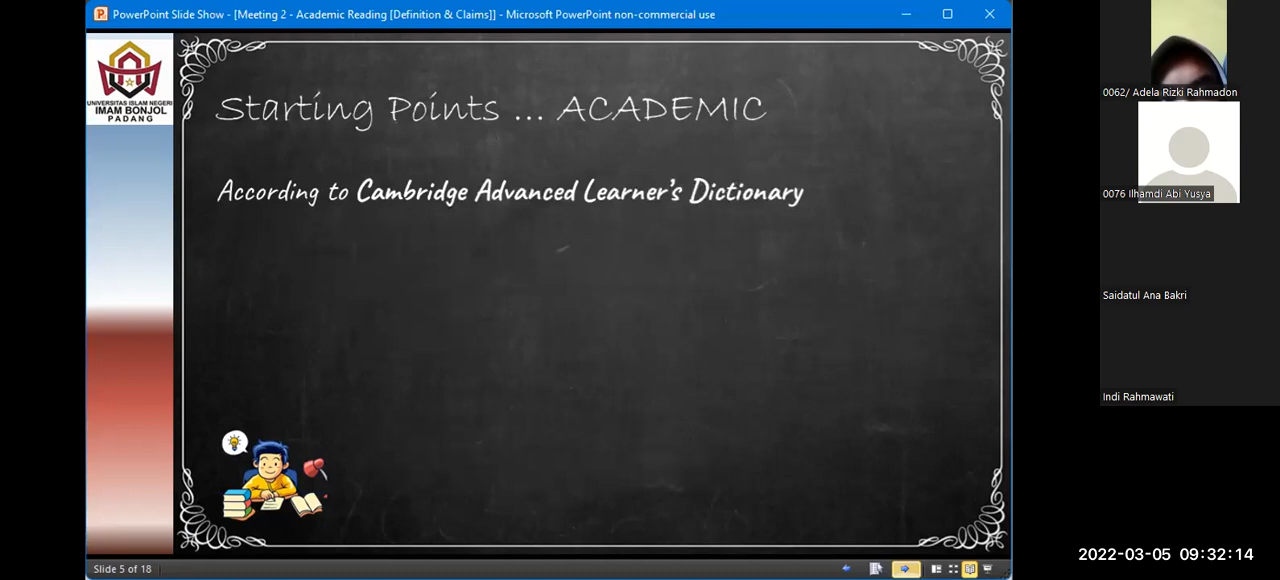 PowerPoint Slide Show - [Meeting 2 - Academic Reading [Definition & Claims]] - Microsoft PowerPoint non-commercial use
UNIVERSITAS ISLAM NEGERI
IMAM BONJOL
PADANG
Starting Points ... ACADEMIC
According to Cambridge Advanced Learner's Dictionary
Slide 5 of 18
0062/ Adela Rizki Rahmadon
0076 Ilhamdi Abi Yusya
Saidatul Ana Bakri
Indi Rahmawati
2022-03-05 09:32:14